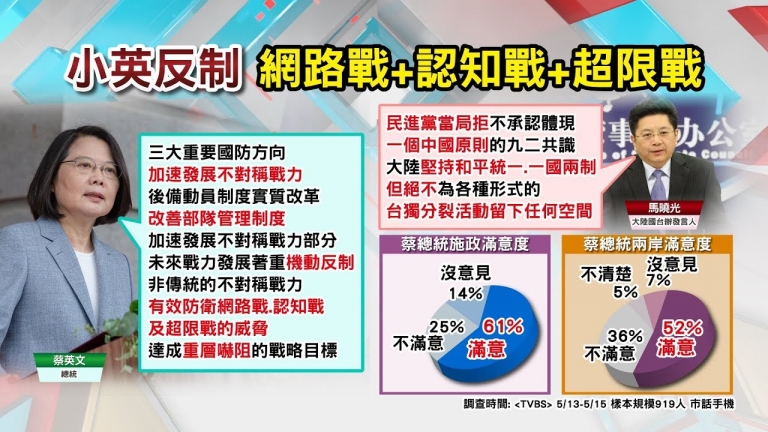 小英反制 網路戰+認知戰+超限戰
三大重要國防方向
加速發展不對稱戰力
後備動員制度實質改革
改善部隊管理制度
加速發展不對稱戰力部分
未來戰力發展著重機動反制
非傳統的不對稱戰力
有效防衛網路戰.認知戰
及超限戰的威脅
達成重層嚇阻的戰略目標
蔡英文
總統
民進黨當局拒不承認體現
一個中國原則的九二共識
大陸堅持和平統一.一國兩制
但絕不為各種形式的
台獨分裂活動留下任何空間
事務辦公室
馬曉光
大陸國台辦發言人
蔡總統施政滿意度
沒意見
14%
25%
不滿意
61%
滿意
蔡總統兩岸滿意度
不清楚
5%
沒意見
7%
36%
不滿意
52%
滿意
調查時間: <TVBS> 5/13-5/15 樣本規模919人 市話手機